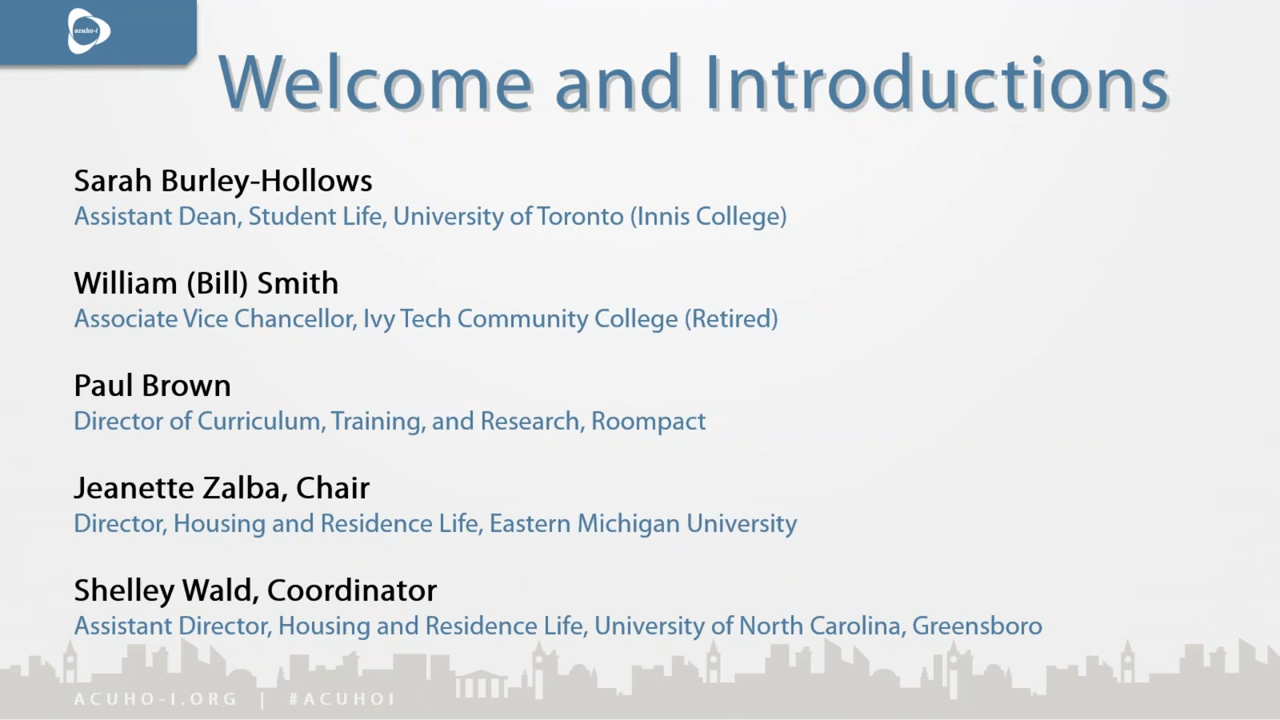 acuho-i
Welcome and Introductions
Sarah Burley-Hollows
Assistant Dean, Student Life, University of Toronto (Innis College)
William (Bill) Smith
Associate Vice Chancellor, Ivy Tech Community College (Retired)
Paul Brown
Director of Curriculum, Training, and Research, Roompact
Jeanette Zalba, Chair
Director, Housing and Residence Life, Eastern Michigan University
Shelley Wald, Coordinator
Assistant Director, Housing and Residence Life, University of North Carolina, Greensboro
ACUHO-I.ORG | #ACUHOI